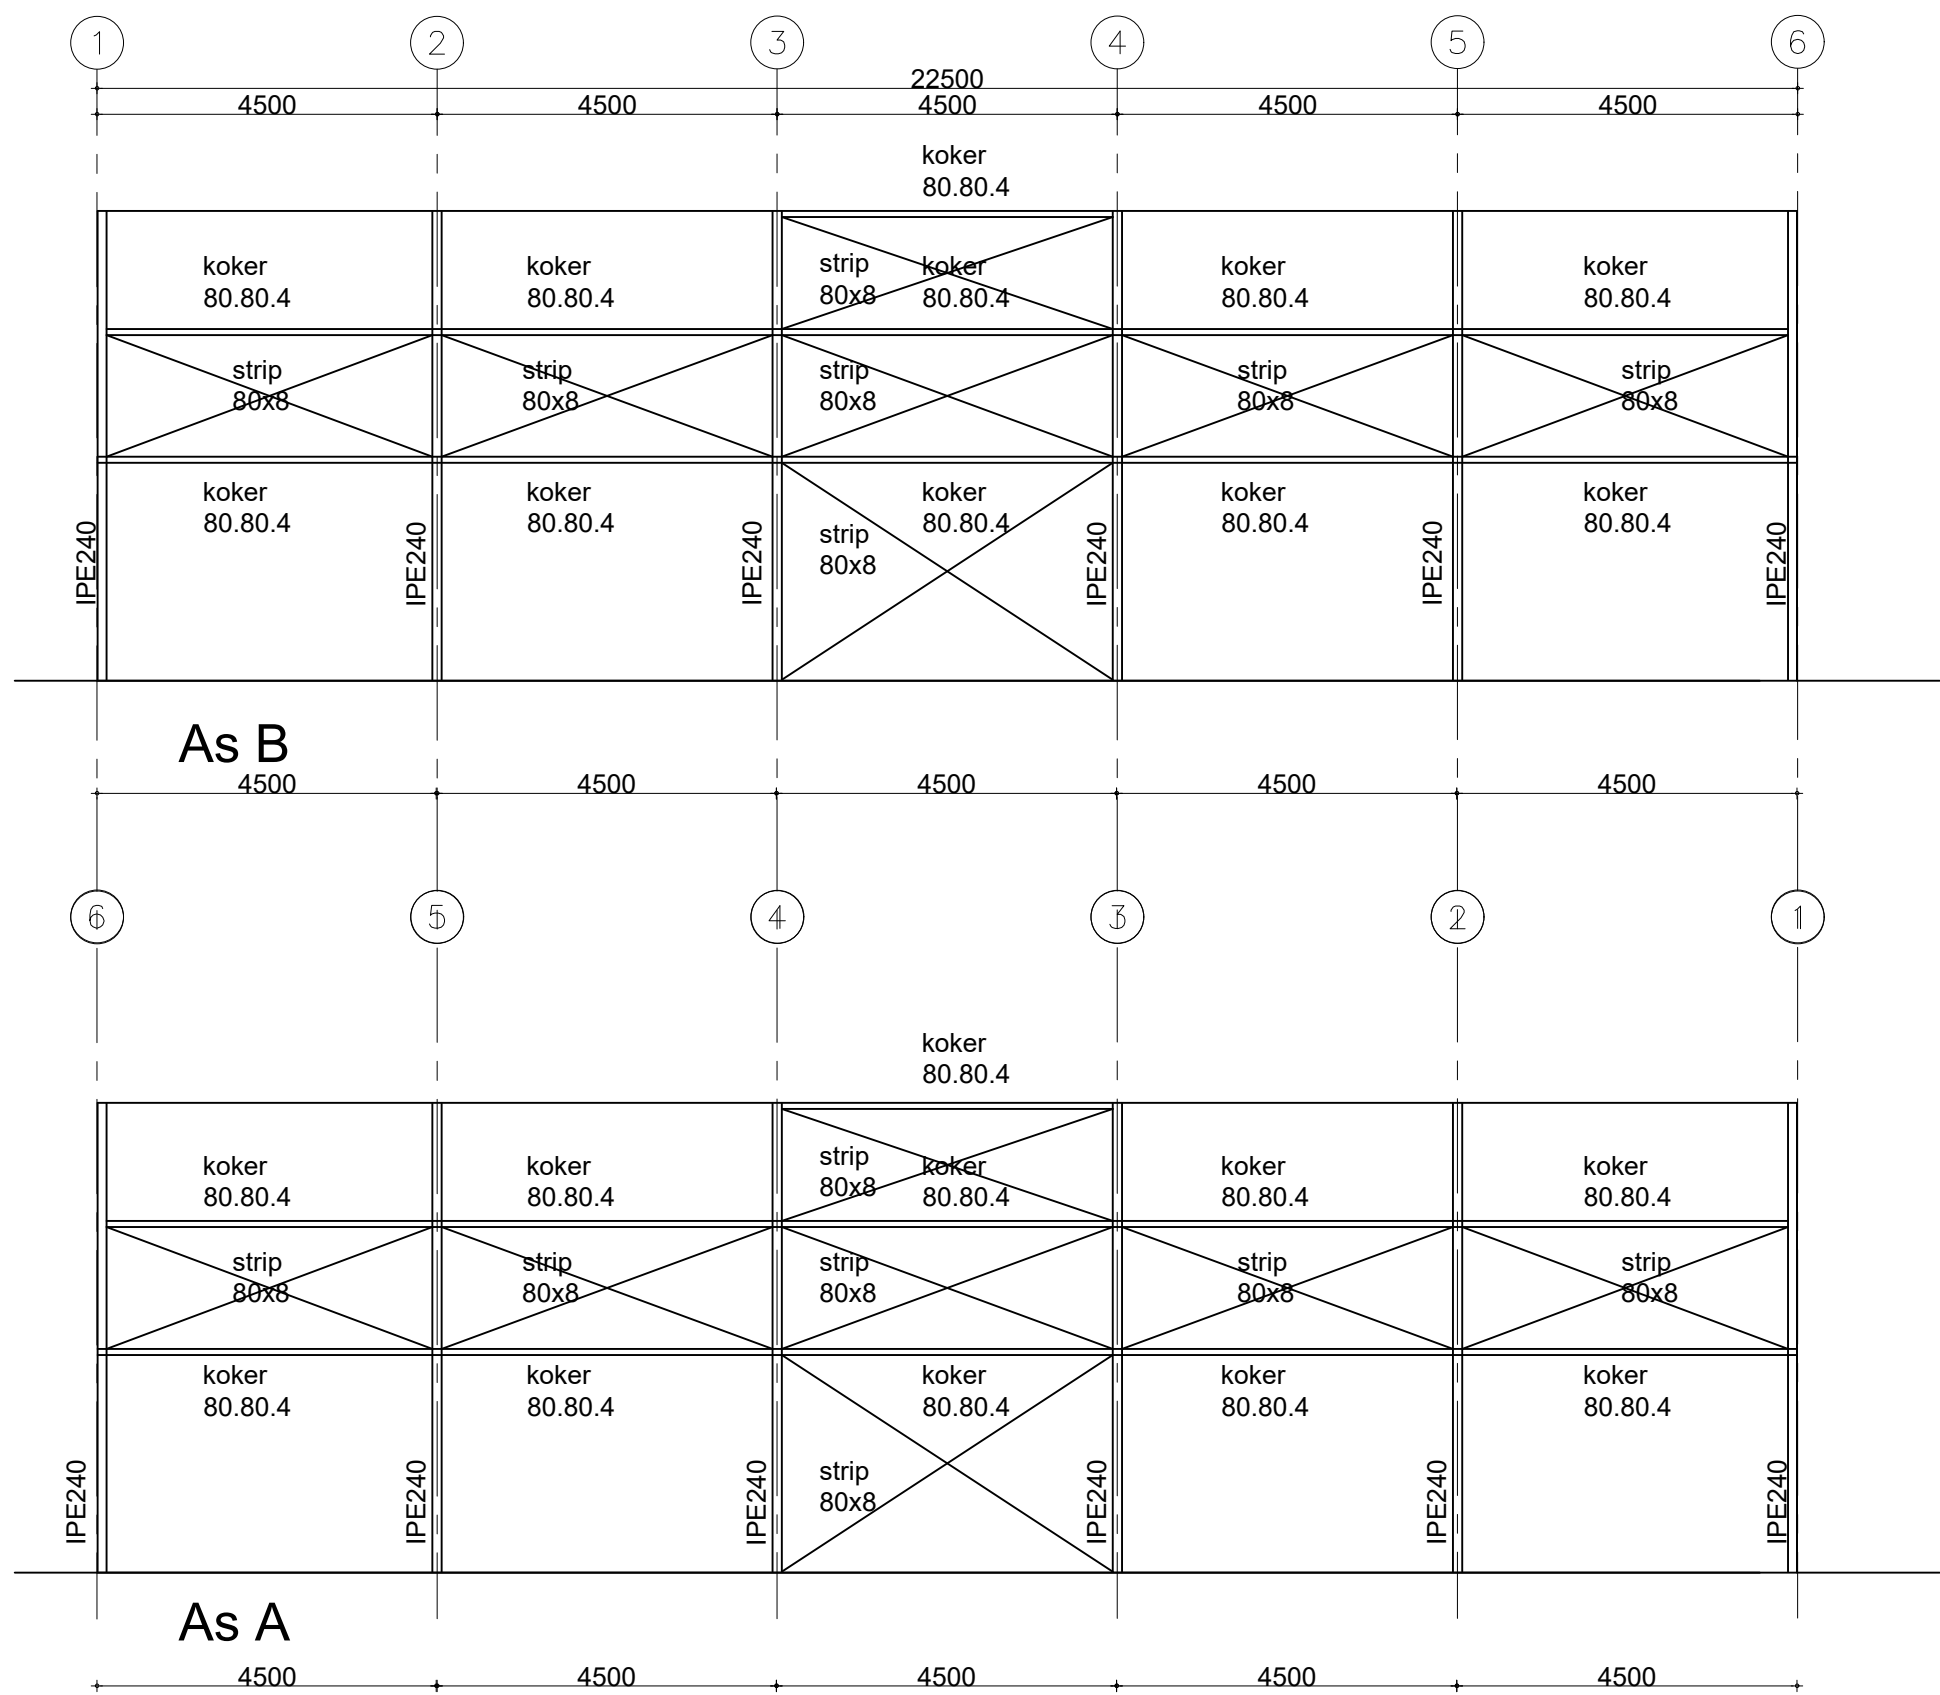 1 2 3 4 5 6
22500
4500 4500 4500 4500 4500
koker
80.80.4
koker koker strip koker koker koker
80.80.4 80.80.4 80x8 80.80.4 80.80.4 80.80.4
strip strip strip strip strip
80x8 80x8 80x8 80x8 80x8
koker koker koker koker koker
80.80.4 80.80.4 80.80.4 80.80.4 80.80.4
strip
80x8
IPE240 IPE240 IPE240 IPE240 IPE240 IPE240
As B
4500 4500 4500 4500 4500
6 5 4 3 2 1
koker
80.80.4
koker koker strip koker koker koker
80.80.4 80.80.4 80x8 80.80.4 80.80.4 80.80.4
strip strip strip strip strip
80x8 80x8 80x8 80x8 80x8
koker koker koker koker koker
80.80.4 80.80.4 80.80.4 80.80.4 80.80.4
strip
80x8
IPE240 IPE240 IPE240 IPE240 IPE240 IPE240
As A
4500 4500 4500 4500 4500